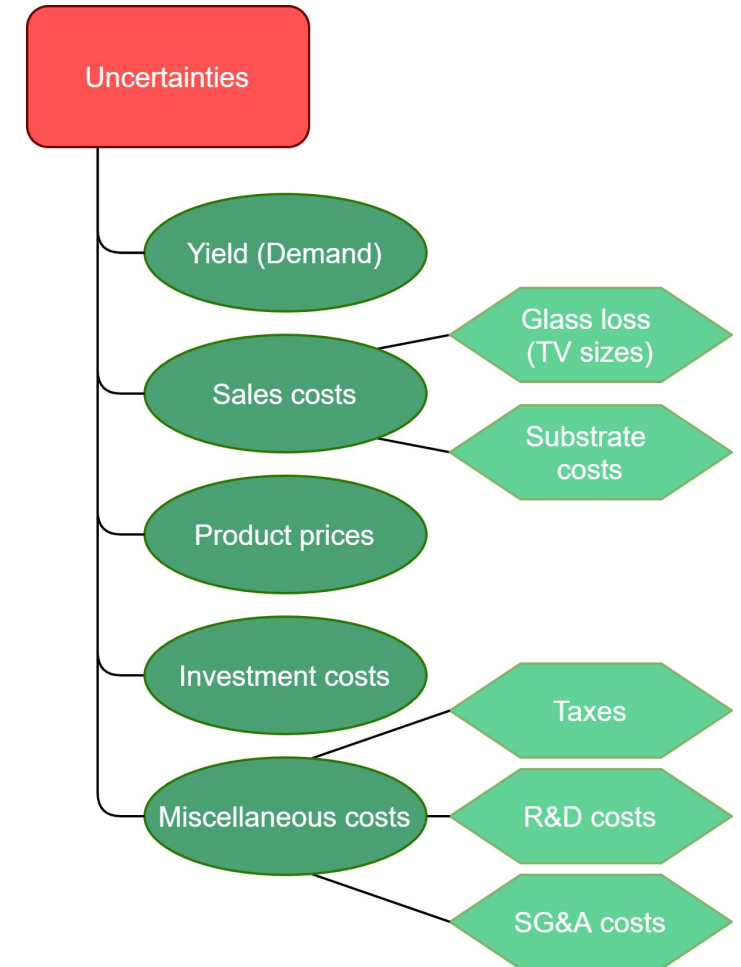 Uncertainties
Yield (Demand)
Sales costs
Glass loss
(TV sizes)
Substrate
costs
Product prices
Investment costs
Miscellaneous costs
Taxes
R&D costs
SG&A costs